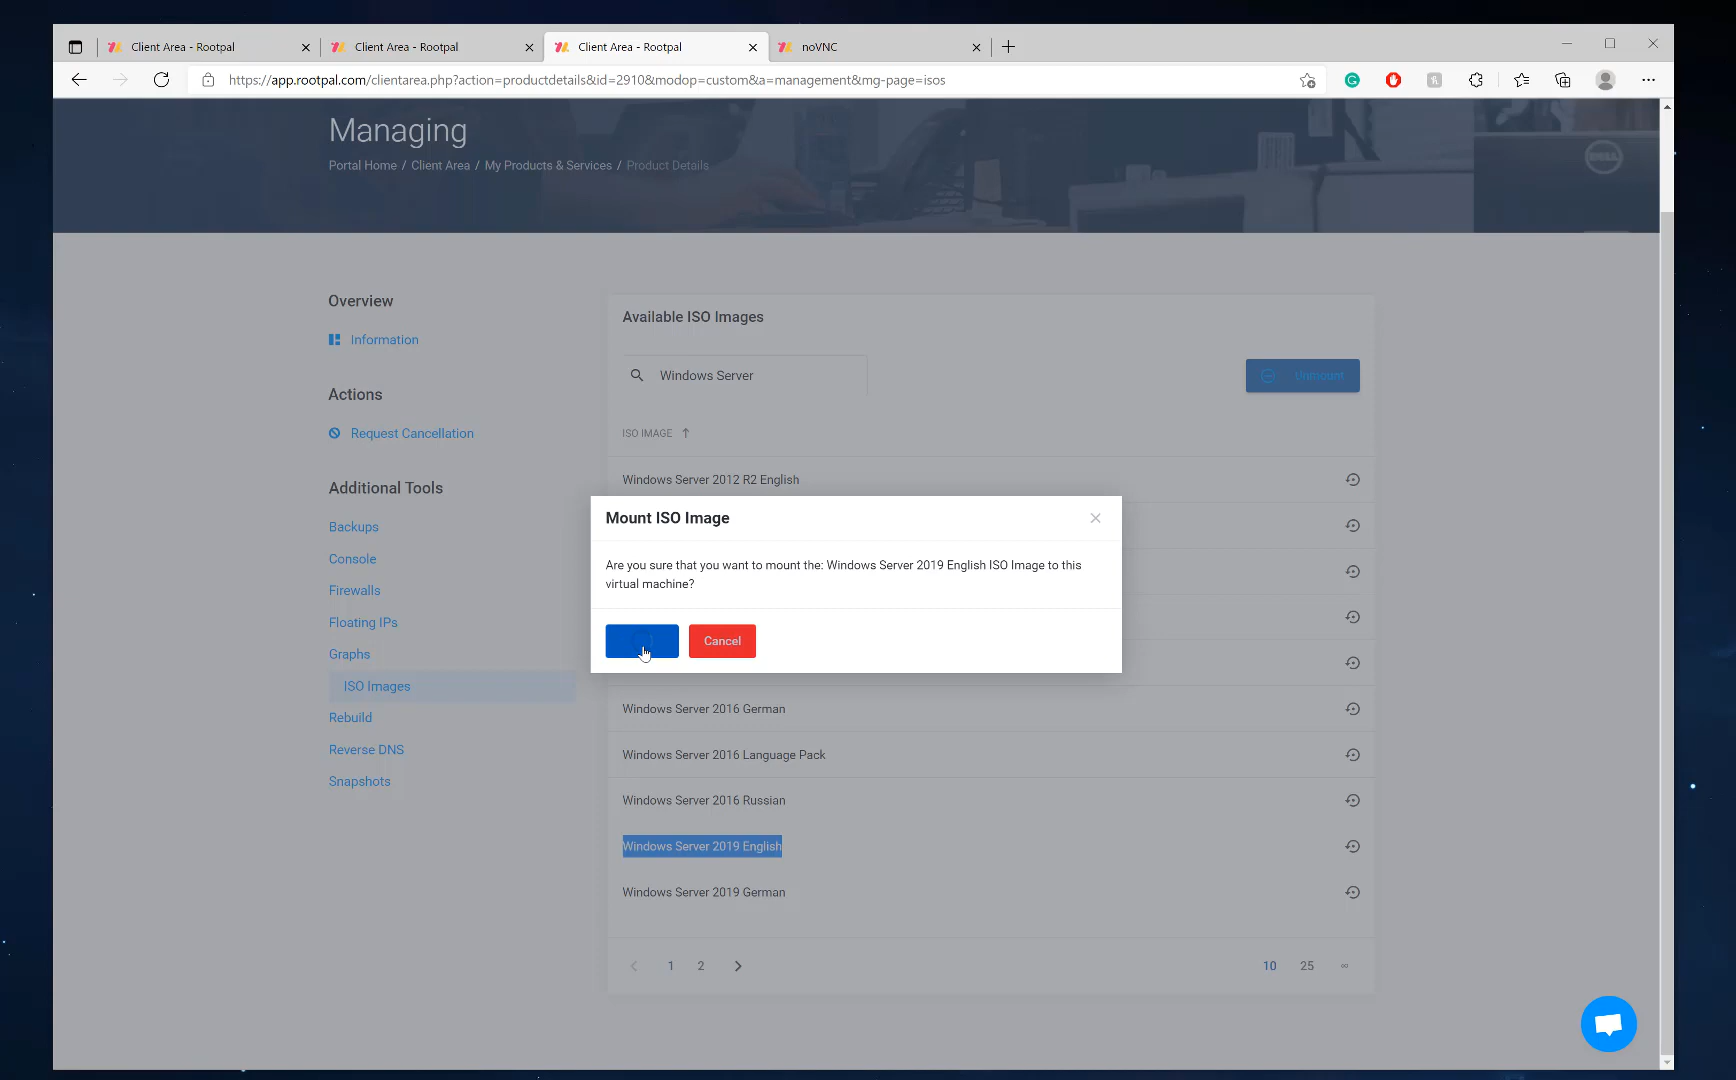 Client Area - Rootpal
Client Area - Rootpal
Client Area - Rootpal
noVNC
https://app.rootpal.com/clientarea.php?action=productdetails&id=2910&modop=custom&a=management&mg-page=isos
Managing
Portal Home / Client Area / My Products & Services / Product Details
DELL
Overview
Information
Actions
Request Cancellation
Additional Tools
Backups
Console
Firewalls
Floating IPs
Graphs
ISO Images
Rebuild
Reverse DNS
Snapshots
Available ISO Images
Windows Server
Unmount
ISO IMAGE
Windows Server 2012 R2 English
Mount ISO Image
Are you sure that you want to mount the: Windows Server 2019 English ISO Image to this
virtual machine?
Cancel
Windows Server 2016 German
Windows Server 2016 Language Pack
Windows Server 2016 Russian
Windows Server 2019 English
Windows Server 2019 German
1 2
10 25 ∞